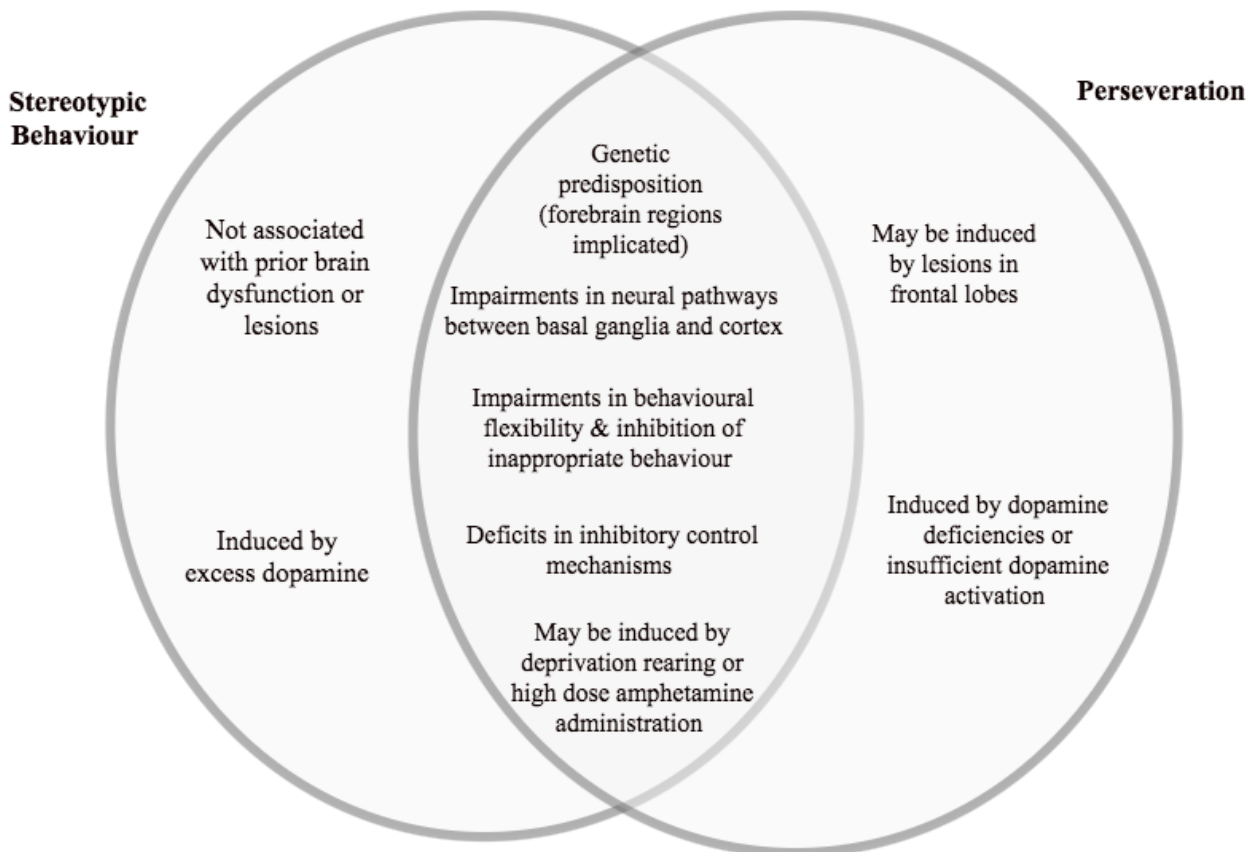 Stereotypic
Behaviour
Perseveration
Not associated
with prior brain
dysfunction or
lesions
Induced by
excess dopamine
Genetic
predisposition
(forebrain regions
implicated)
Impairments in neural pathways
between basal ganglia and cortex
Impairments in behavioural
flexibility & inhibition of
inappropriate behaviour
Deficits in inhibitory control
mechanisms
May be induced by
deprivation rearing or
high dose amphetamine
administration
May be induced
by lesions in
frontal lobes
Induced by dopamine
deficiencies or
insufficient dopamine
activation